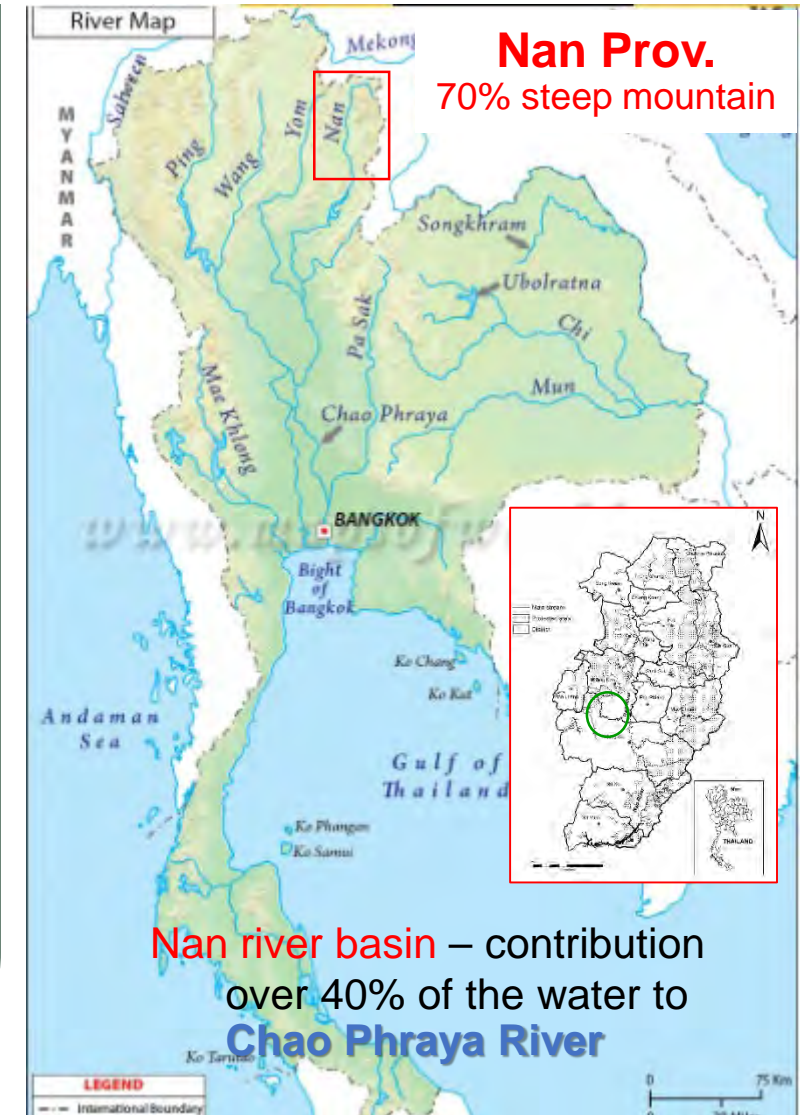 River Map
Nan Prov.
70% steep mountain
Mekong
Salween
MYANMAR
Ping
Wang
Yom
Nan
Songkhram
Ubolratna
Pa Sak
Chi
Mun
Mae Khlong
Chao Phraya
BANGKOK
Bight
of
Bangkok
N
Ko Chang
Ko Kut
Andaman
Sea
Gulf of
Thailand
THAILAND
Ko Phangan
Ko Samui
Nan river basin – contribution
over 40% of the water to
Chao Phraya River
Ko Tarutao
LEGEND
International Boundary
0
75 Km